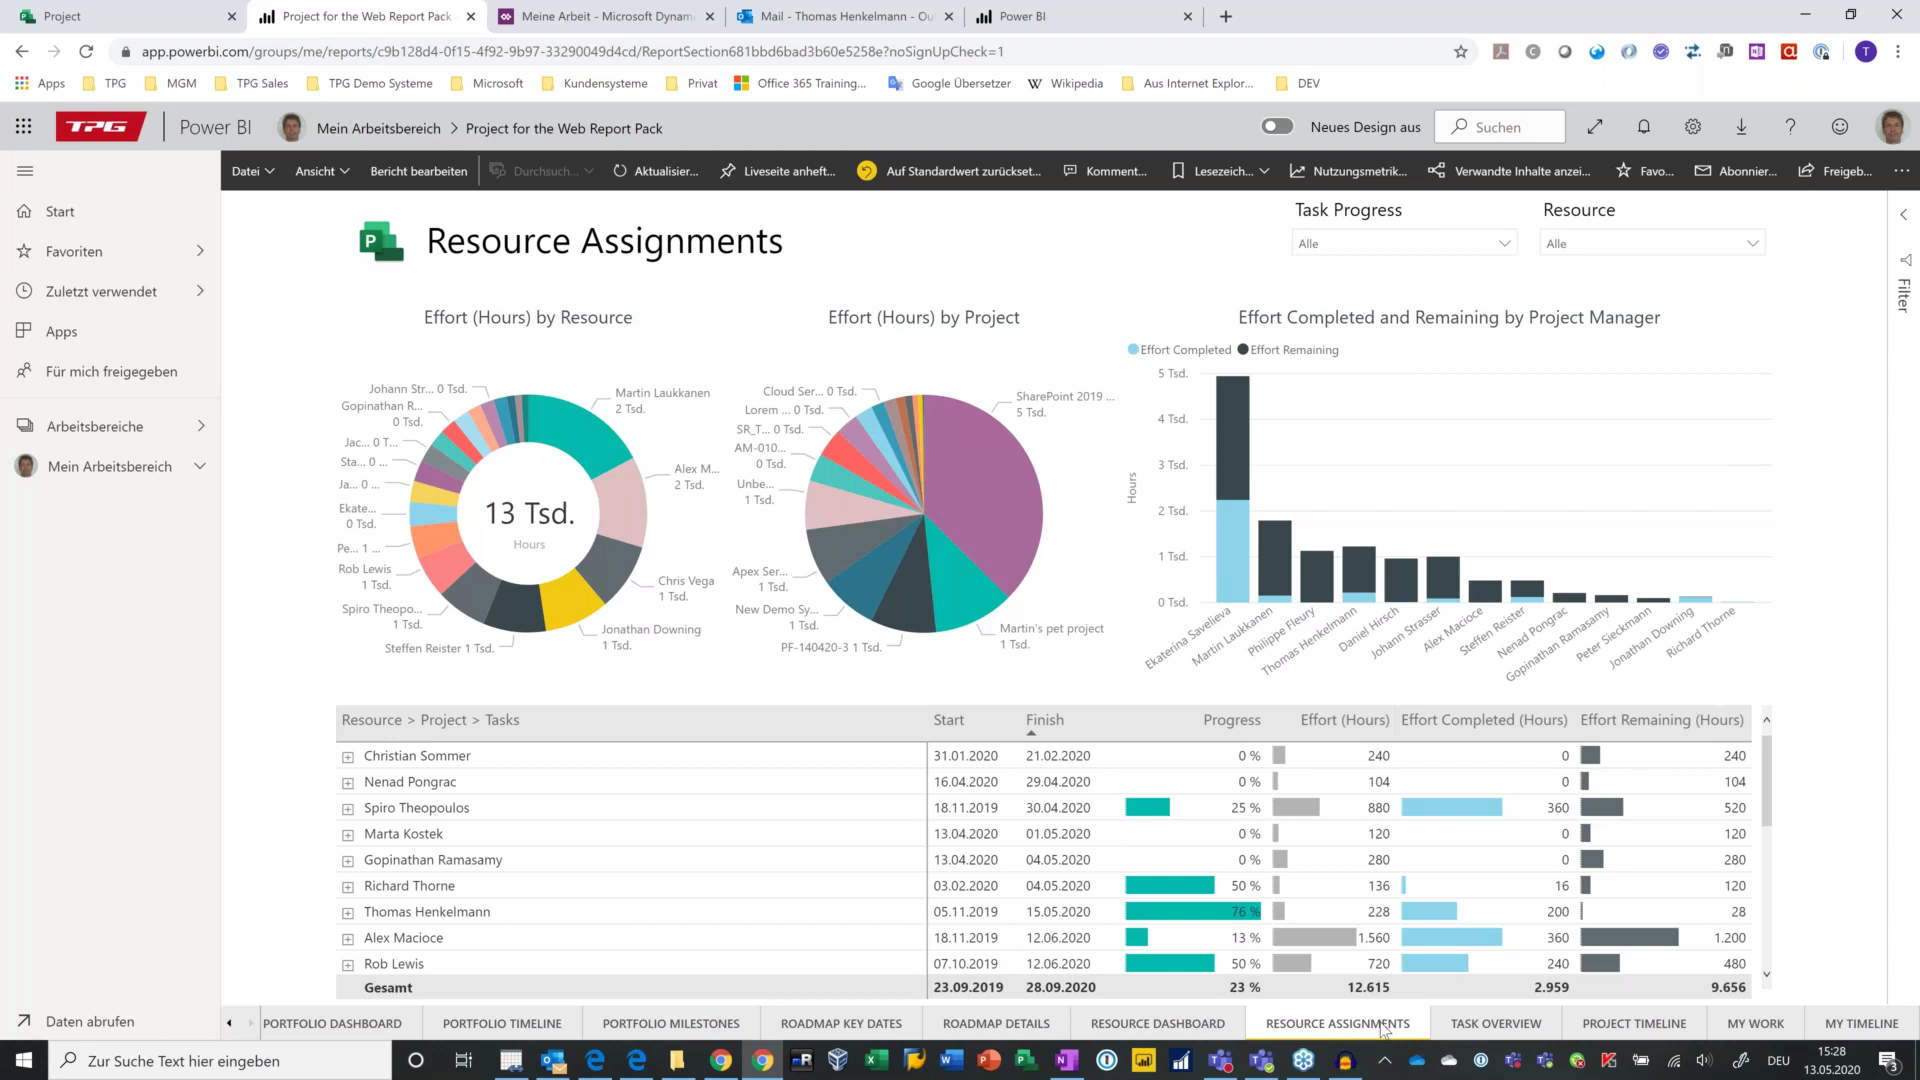 Project
Project for the Web Report Pack
Meine Arbeit - Microsoft Dynam
Mail - Thomas Henkelmann - Ou
Power BI
app.powerbi.com/groups/me/reports/c9b128d4-0f15-4f92-9b97-33290049d4cd/ReportSection681bbd6bad3b60e5258e?noSignUpCheck=1
T
Apps
TPG
MGM
TPG Sales
TPG Demo Systeme
Microsoft
Kundensysteme
Privat
Office 365 Training...
Google Übersetzer
Wikipedia
Aus Internet Explor...
DEV
TPG
Power BI
Mein Arbeitsbereich > Project for the Web Report Pack
Neues Design aus
Suchen
Datei
Ansicht
Bericht bearbeiten
Durchsuch...
Aktualisier...
Liveseite anheft...
Auf Standardwert zurückset...
Komment...
Lesezeich...
Nutzungsmetrik...
Verwandte Inhalte anzei...
Favo...
Abonnier...
Freigeb...
Start
Favoriten
Zuletzt verwendet
Apps
Für mich freigegeben
Arbeitsbereiche
Mein Arbeitsbereich
Daten abrufen
P
Resource Assignments
Task Progress
Alle
Resource
Alle
Filter
Effort (Hours) by Resource
Johann Str... 0 Tsd.
Gopinathan R...
0 Tsd.
Jac... 0 T...
Sta... 0 ...
Ja... 0 ...
Ekate...
0 Tsd.
Pe... 1 ...
Rob Lewis
1 Tsd.
Spiro Theopo...
1 Tsd.
Steffen Reister 1 Tsd.
Martin Laukkanen
2 Tsd.
Alex M...
2 Tsd.
Chris Vega
1 Tsd.
Jonathan Downing
1 Tsd.
13 Tsd.
Hours
Effort (Hours) by Project
Cloud Ser... 0 Tsd.
Lorem ... 0 Tsd.
SR_T... 0 Tsd.
AM-010...
0 Tsd.
Unbe...
1 Tsd.
Apex Ser...
1 Tsd.
New Demo Sy...
1 Tsd.
PF-140420-3 1 Tsd.
SharePoint 2019 ...
5 Tsd.
Martin's pet project
1 Tsd.
Effort Completed and Remaining by Project Manager
Effort Completed
Effort Remaining
Hours
5 Tsd.
4 Tsd.
3 Tsd.
2 Tsd.
1 Tsd.
0 Tsd.
Ekaterina Savelieva
Martin Laukkanen
Philippe Fleury
Thomas Henkelmann
Daniel Hirsch
Johann Strasser
Alex Macioce
Steffen Reister
Nenad Pongrac
Gopinathan Ramasamy
Peter Sieckmann
Jonathan Downing
Richard Thorne
Resource > Project > Tasks Start Finish Progress Effort (Hours) Effort Completed (Hours) Effort Remaining (Hours)
Christian Sommer 31.01.2020 21.02.2020 0 % 240 0 240
Nenad Pongrac 16.04.2020 29.04.2020 0 % 104 0 104
Spiro Theopoulos 18.11.2019 30.04.2020 25 % 880 360 520
Marta Kostek 13.04.2020 01.05.2020 0 % 120 0 120
Gopinathan Ramasamy 13.04.2020 04.05.2020 0 % 280 0 280
Richard Thorne 03.02.2020 04.05.2020 50 % 136 16 120
Thomas Henkelmann 05.11.2019 15.05.2020 76 % 228 200 28
Alex Macioce 18.11.2019 12.06.2020 13 % 1.560 360 1.200
Rob Lewis 07.10.2019 12.06.2020 50 % 720 240 480
Gesamt 23.09.2019 28.09.2020 23 % 12.615 2.959 9.656
PORTFOLIO DASHBOARD
PORTFOLIO TIMELINE
PORTFOLIO MILESTONES
ROADMAP KEY DATES
ROADMAP DETAILS
RESOURCE DASHBOARD
RESOURCE ASSIGNMENTS
TASK OVERVIEW
PROJECT TIMELINE
MY WORK
MY TIMELINE
Zur Suche Text hier eingeben
DEU
15:28
13.05.2020
3